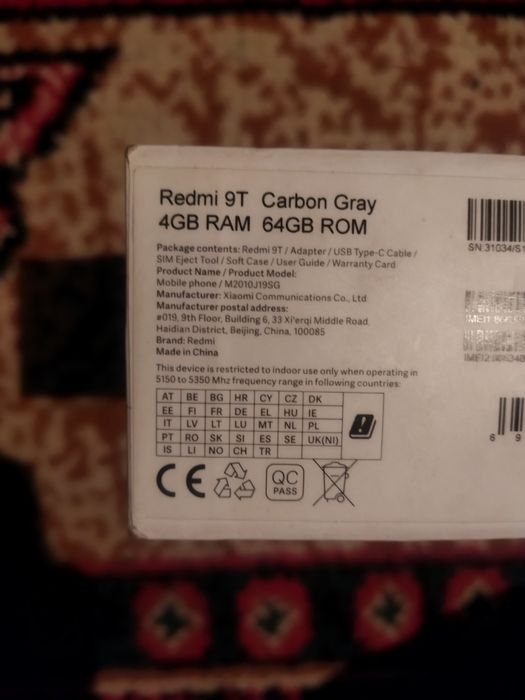 Redmi 9T Carbon Gray
4GB RAM 64GB ROM
Package contents: Redmi 9T / Adapter / USB Type-C Cable /
SIM Eject Tool / Soft Case / User Guide / Warranty Card
Product Name / Product Model:
Mobile phone / M2010J19SG
Manufacturer: Xiaomi Communications Co., Ltd.
Manufacturer postal address:
#019, 9th Floor, Building 6, 33 Xi'erqi Middle Road,
Haidian District, Beijing, China, 100085
Brand: Redmi
Made in China
This device is restricted to indoor use only when operating in
5150 to 5350 Mhz frequency range in following countries:
AT BE BG HR CY CZ DK
EE FI FR DE EL HU IE
IT LV LT LU MT NL PL
PT RO SK SI ES SE UK(NI)
IS LI NO CH TR
CE
QC
PASS
SN:31034/S1
IMEI1
IMEI2
6 9